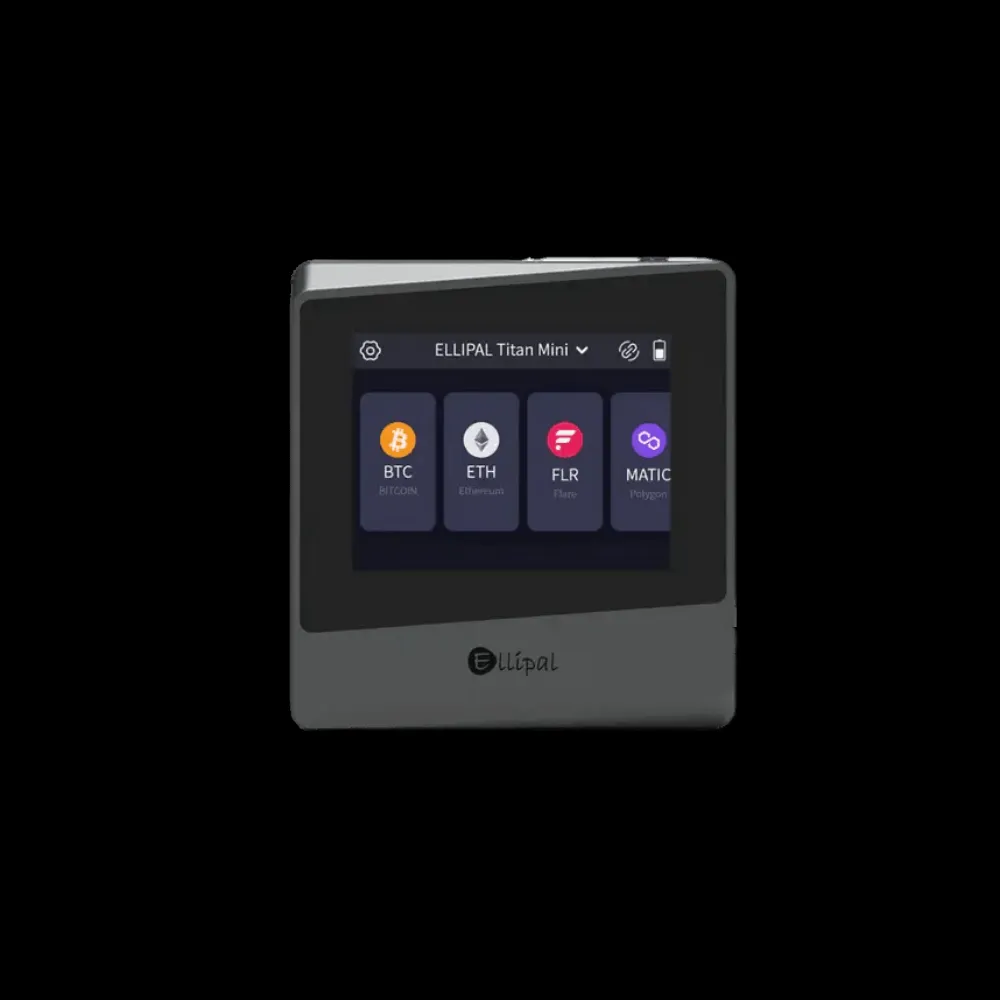 ELLIPAL Titan Mini
BTC
BITCOIN
ETH
Ethereum
FLR
Flare
MATIC
Polygon
Ellipal